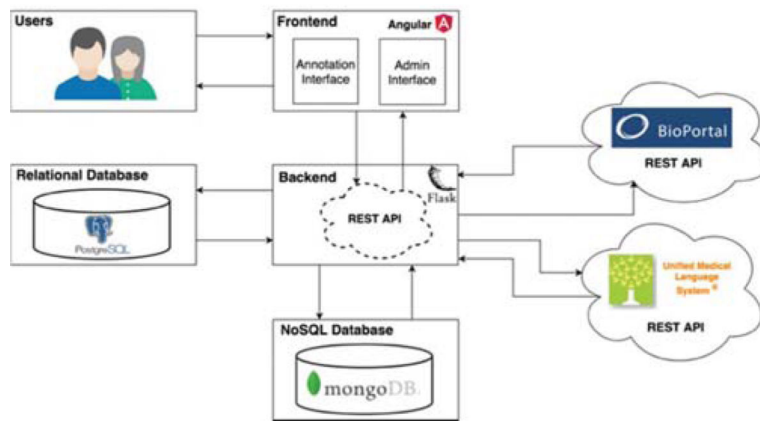 Users
Frontend
Angular
Annotation
Interface
Admin
Interface
BioPortal
REST API
Relational Database
PostgreSQL
Backend
Flask
REST API
Unified Medical
Language
System ®
REST API
NoSQL Database
mongoDB.